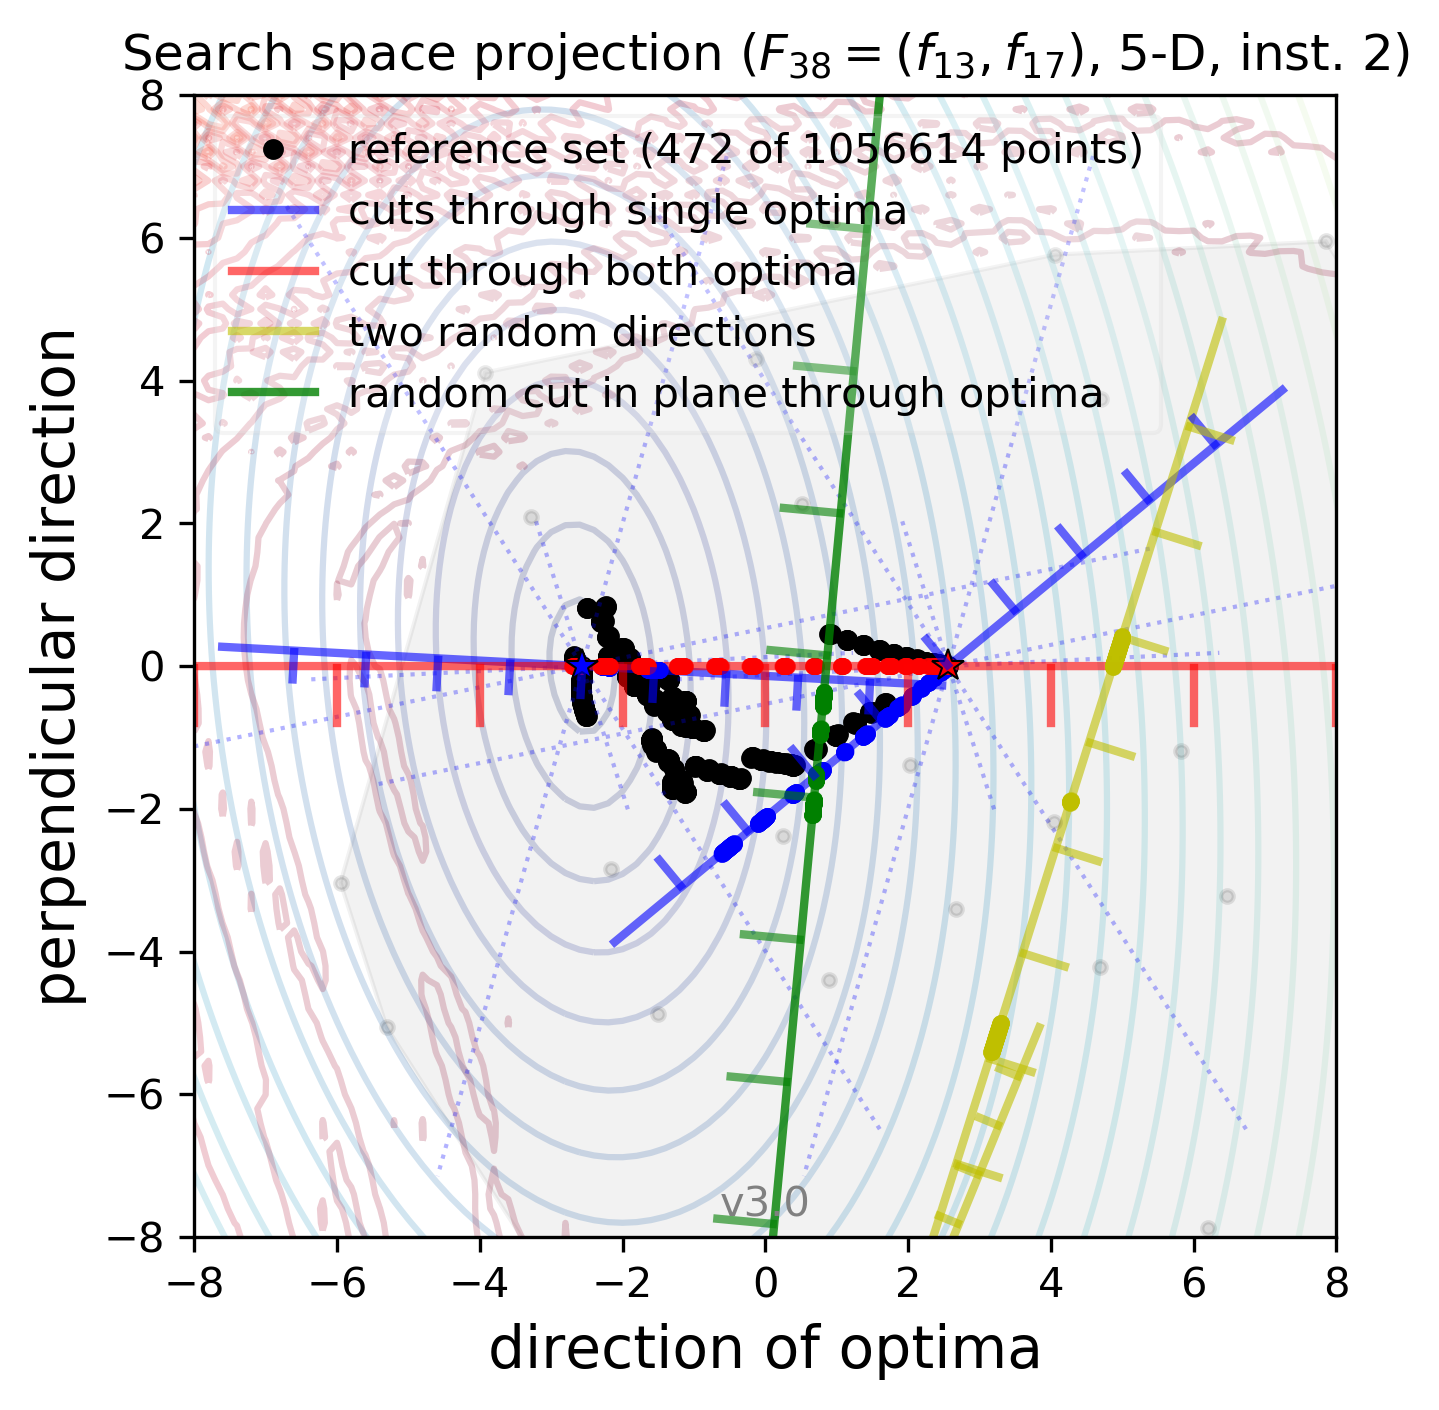 Search space projection (F₃₈ = (f₁₃, f₁₇), 5-D, inst. 2)
reference set (472 of 1056614 points)
cuts through single optima
cut through both optima
two random directions
random cut in plane through optima
8
6
4
2
0
−2
−4
−6
−8
perpendicular direction
v3.0
−8 −6 −4 −2 0 2 4 6 8
direction of optima